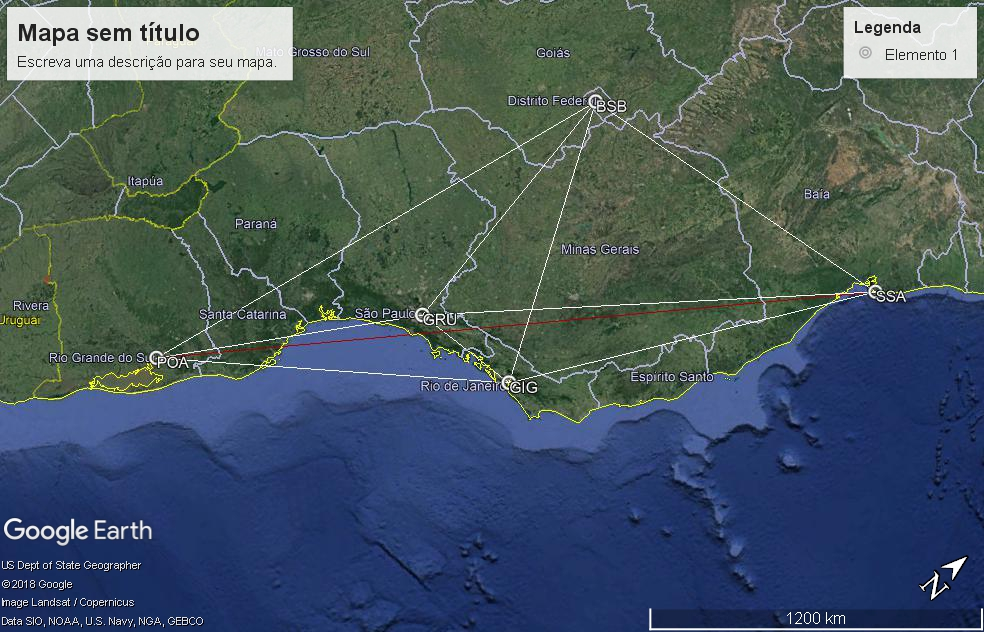 Mapa sem título
Escreva uma descrição para seu mapa.
Legenda
Elemento 1
Paraguai
Mato Grosso do Sul
Goiás
Distrito Feder
BSB
Itapúa
Paraná
Baía
Minas Gerais
Rivera
Uruguai
Santa Catarina
São Paulo
GRU
SSA
Rio Grande do Su
POA
Rio de Janeiro
GIG
Espírito Santo
Google Earth
US Dept of State Geographer
©2018 Google
Image Landsat / Copernicus
Data SIO, NOAA, U.S. Navy, NGA, GEBCO
N
1200 km